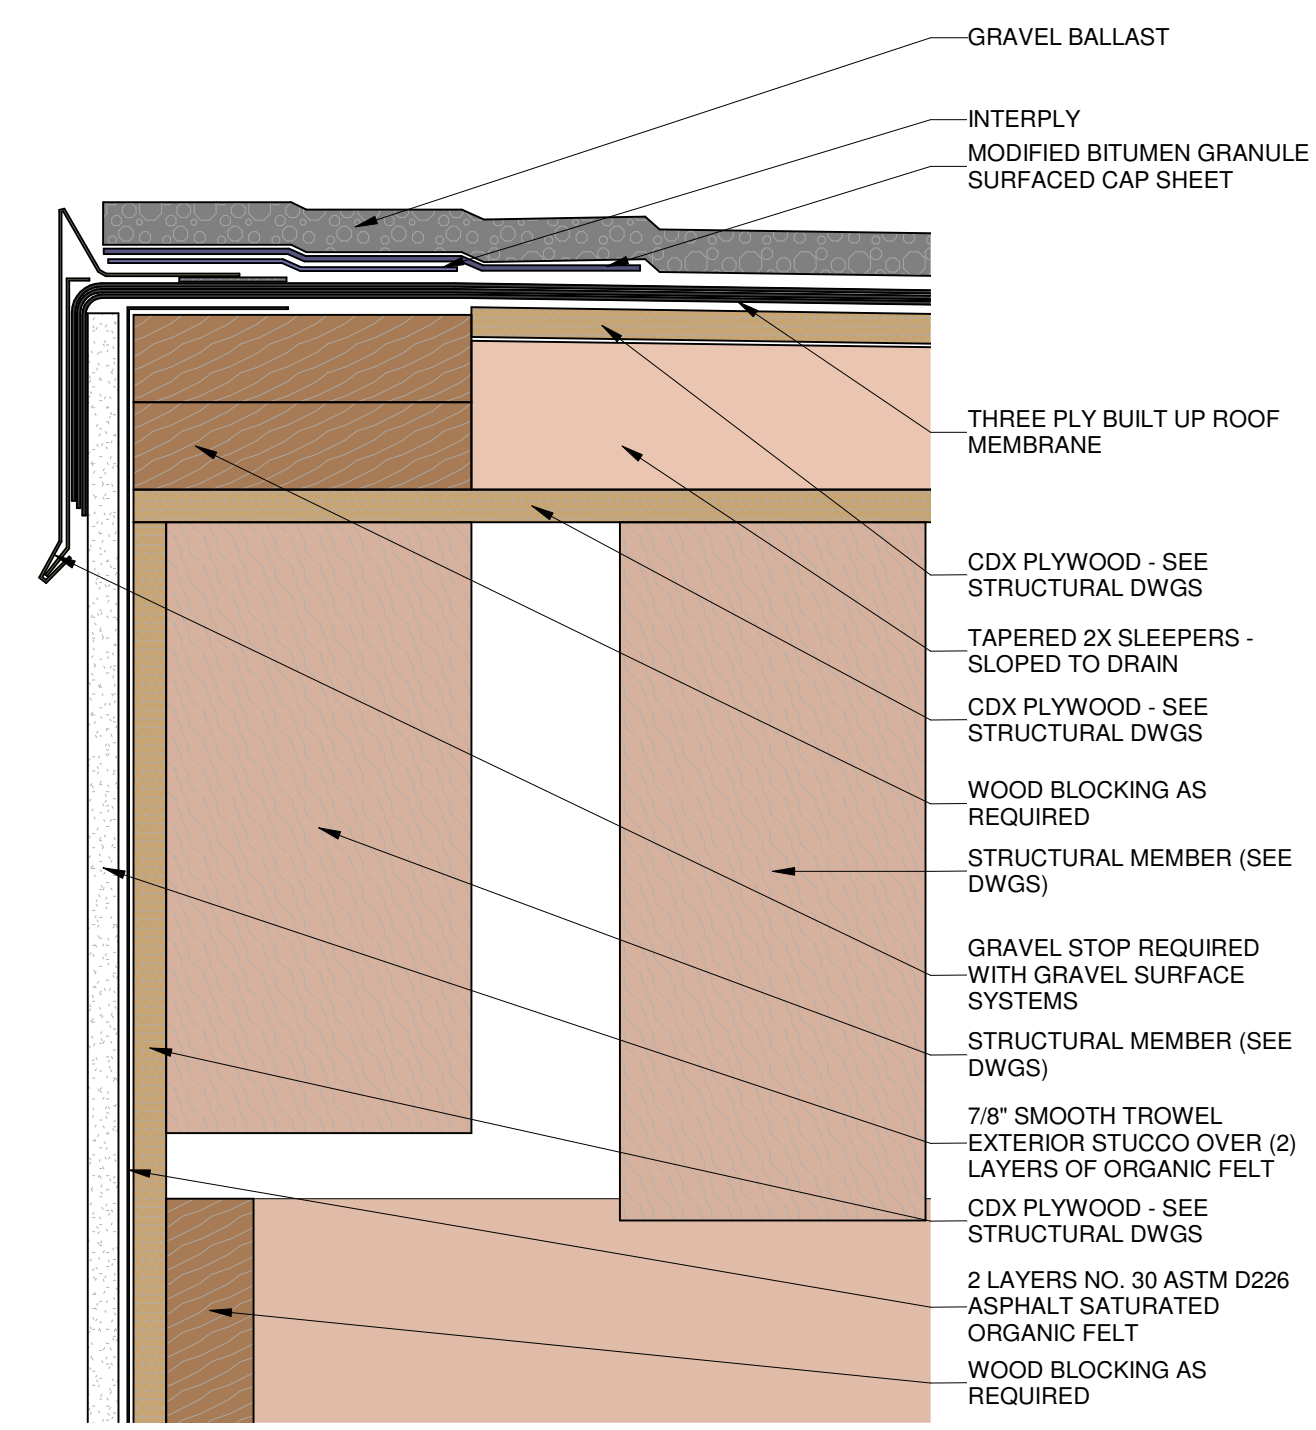 GRAVEL BALLAST
INTERPLY
MODIFIED BITUMEN GRANULE
SURFACED CAP SHEET
THREE PLY BUILT UP ROOF
MEMBRANE
CDX PLYWOOD - SEE
STRUCTURAL DWGS
TAPERED 2X SLEEPERS -
SLOPED TO DRAIN
CDX PLYWOOD - SEE
STRUCTURAL DWGS
WOOD BLOCKING AS
REQUIRED
STRUCTURAL MEMBER (SEE
DWGS)
GRAVEL STOP REQUIRED
WITH GRAVEL SURFACE
SYSTEMS
STRUCTURAL MEMBER (SEE
DWGS)
7/8" SMOOTH TROWEL
EXTERIOR STUCCO OVER (2)
LAYERS OF ORGANIC FELT
CDX PLYWOOD - SEE
STRUCTURAL DWGS
2 LAYERS NO. 30 ASTM D226
ASPHALT SATURATED
ORGANIC FELT
WOOD BLOCKING AS
REQUIRED